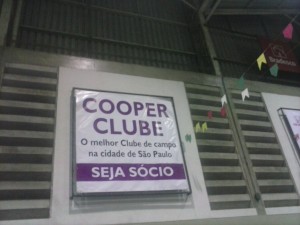 COOPER
CLUBE
O melhor Clube de campo
na cidade de São Paulo
SEJA SÓCIO